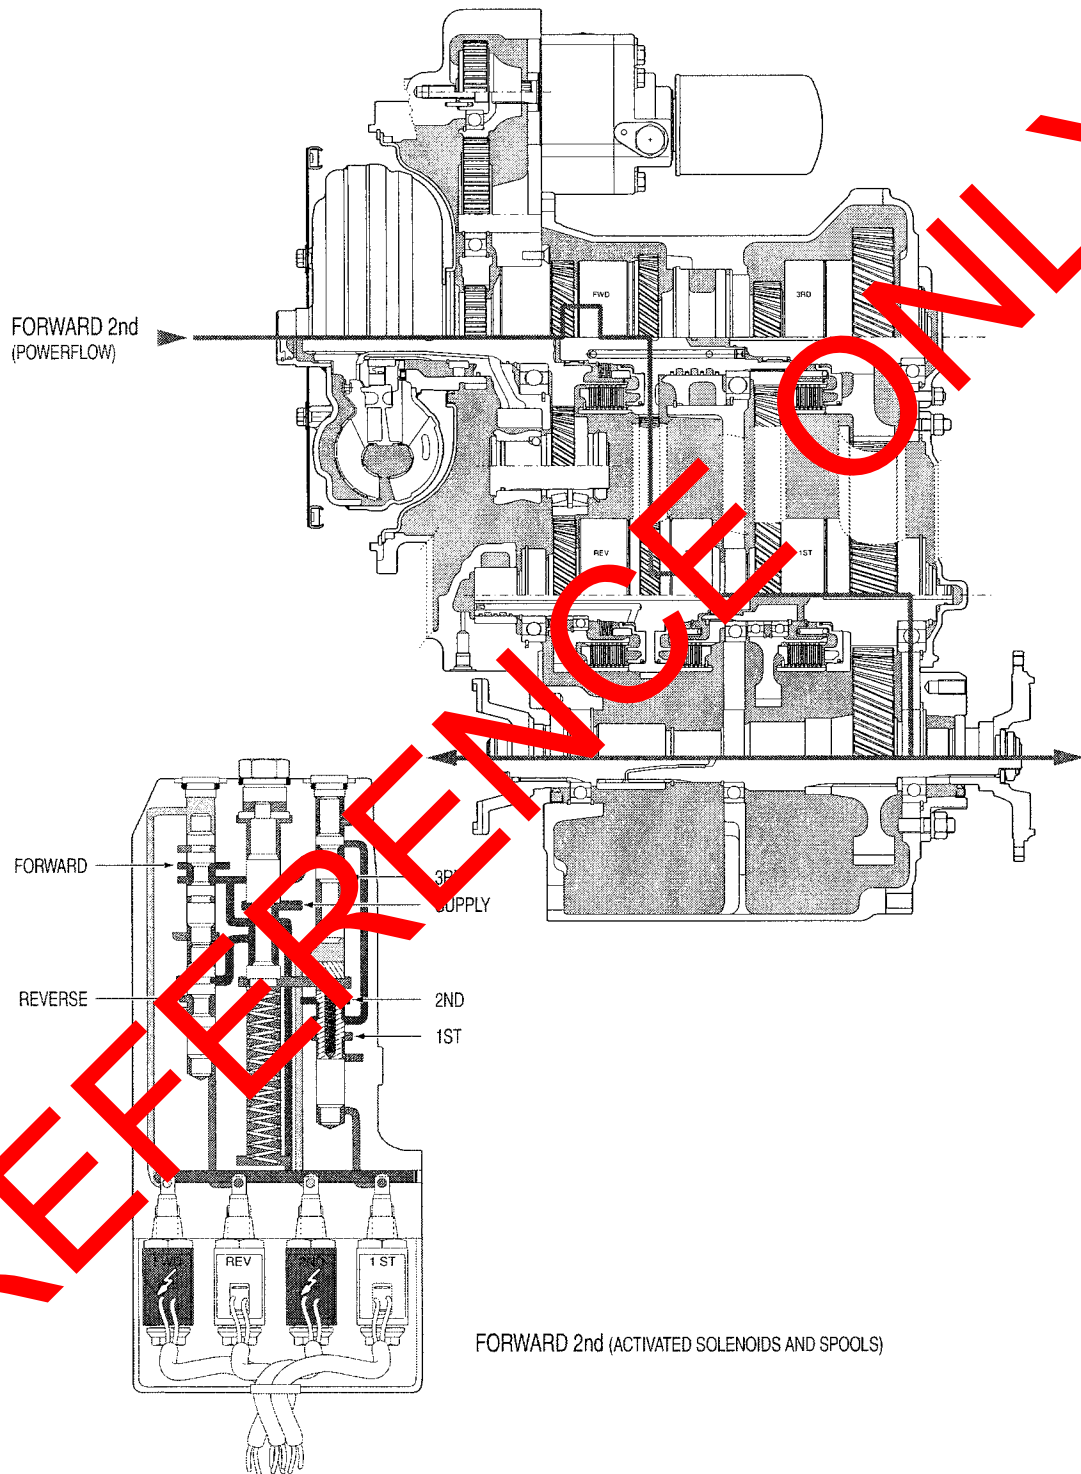 FWD
3RD
FORWARD 2nd
(POWERFLOW)
REV
1ST
FORWARD
SUPPLY
REVERSE
2ND
1ST
REV
1 ST
FORWARD 2nd (ACTIVATED SOLENOIDS AND SPOOLS)
REFERENCE ONLY